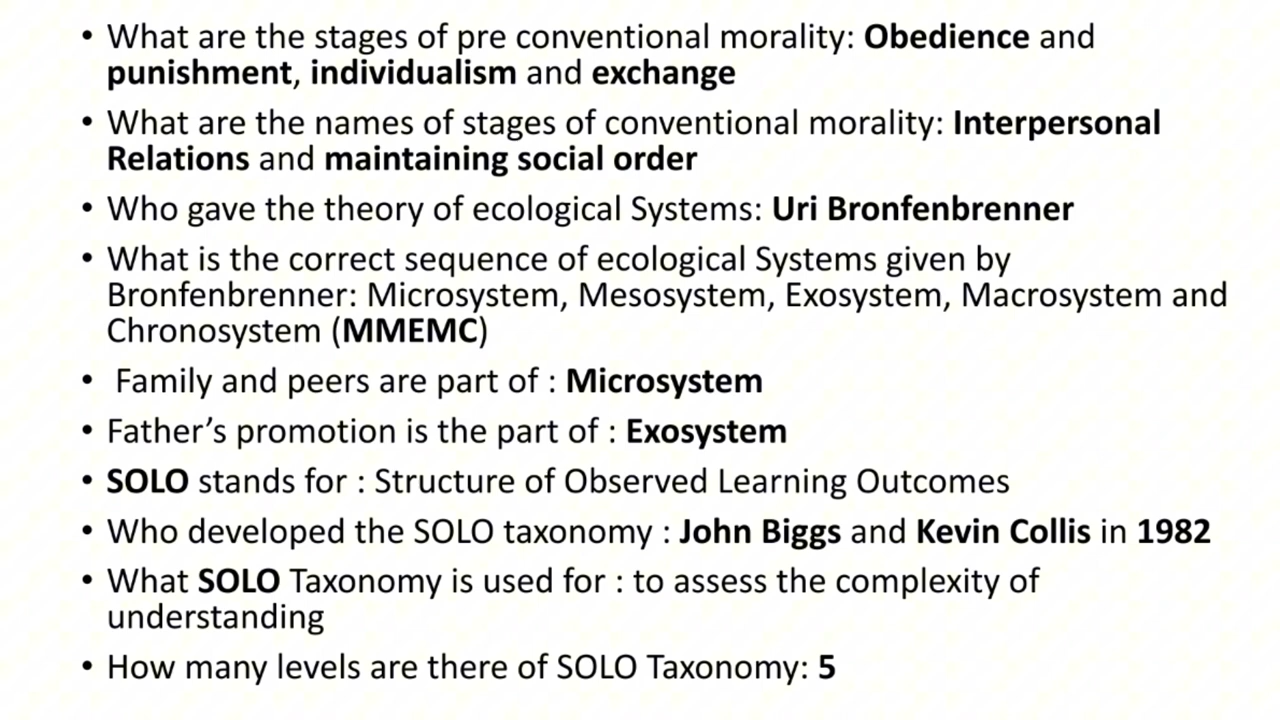 • What are the stages of pre conventional morality: Obedience and
punishment, individualism and exchange
• What are the names of stages of conventional morality: Interpersonal
Relations and maintaining social order
• Who gave the theory of ecological Systems: Uri Bronfenbrenner
• What is the correct sequence of ecological Systems given by
Bronfenbrenner: Microsystem, Mesosystem, Exosystem, Macrosystem and
Chronosystem (MMEMC)
• Family and peers are part of : Microsystem
• Father’s promotion is the part of : Exosystem
• SOLO stands for : Structure of Observed Learning Outcomes
• Who developed the SOLO taxonomy : John Biggs and Kevin Collis in 1982
• What SOLO Taxonomy is used for : to assess the complexity of
understanding
• How many levels are there of SOLO Taxonomy: 5